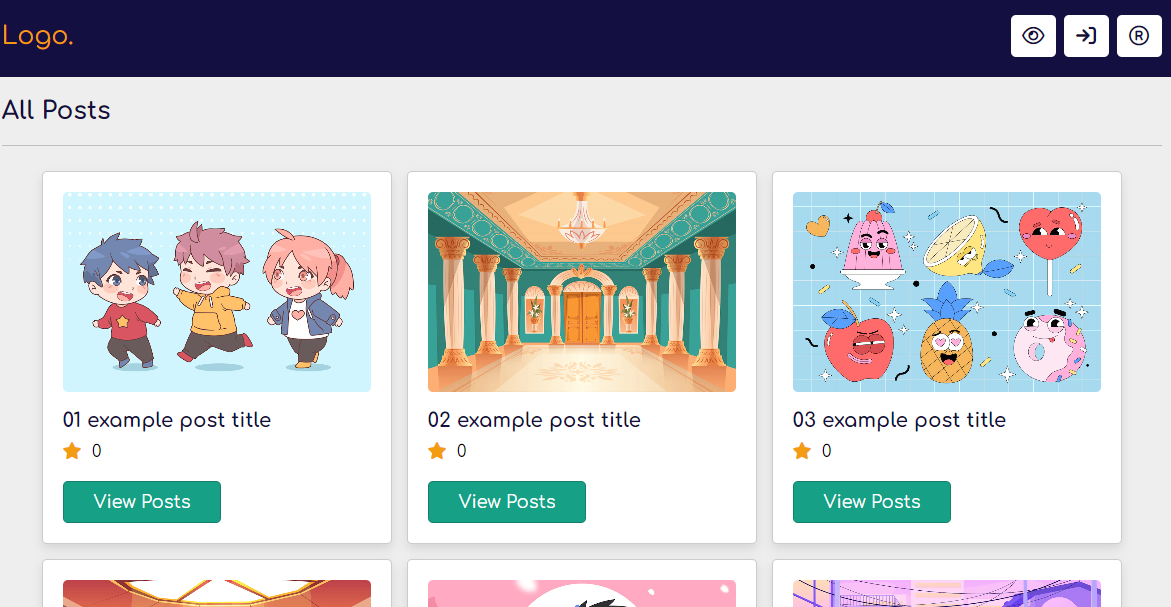 Logo.
R
All Posts
01 example post title
0
View Posts
02 example post title
0
View Posts
03 example post title
0
View Posts